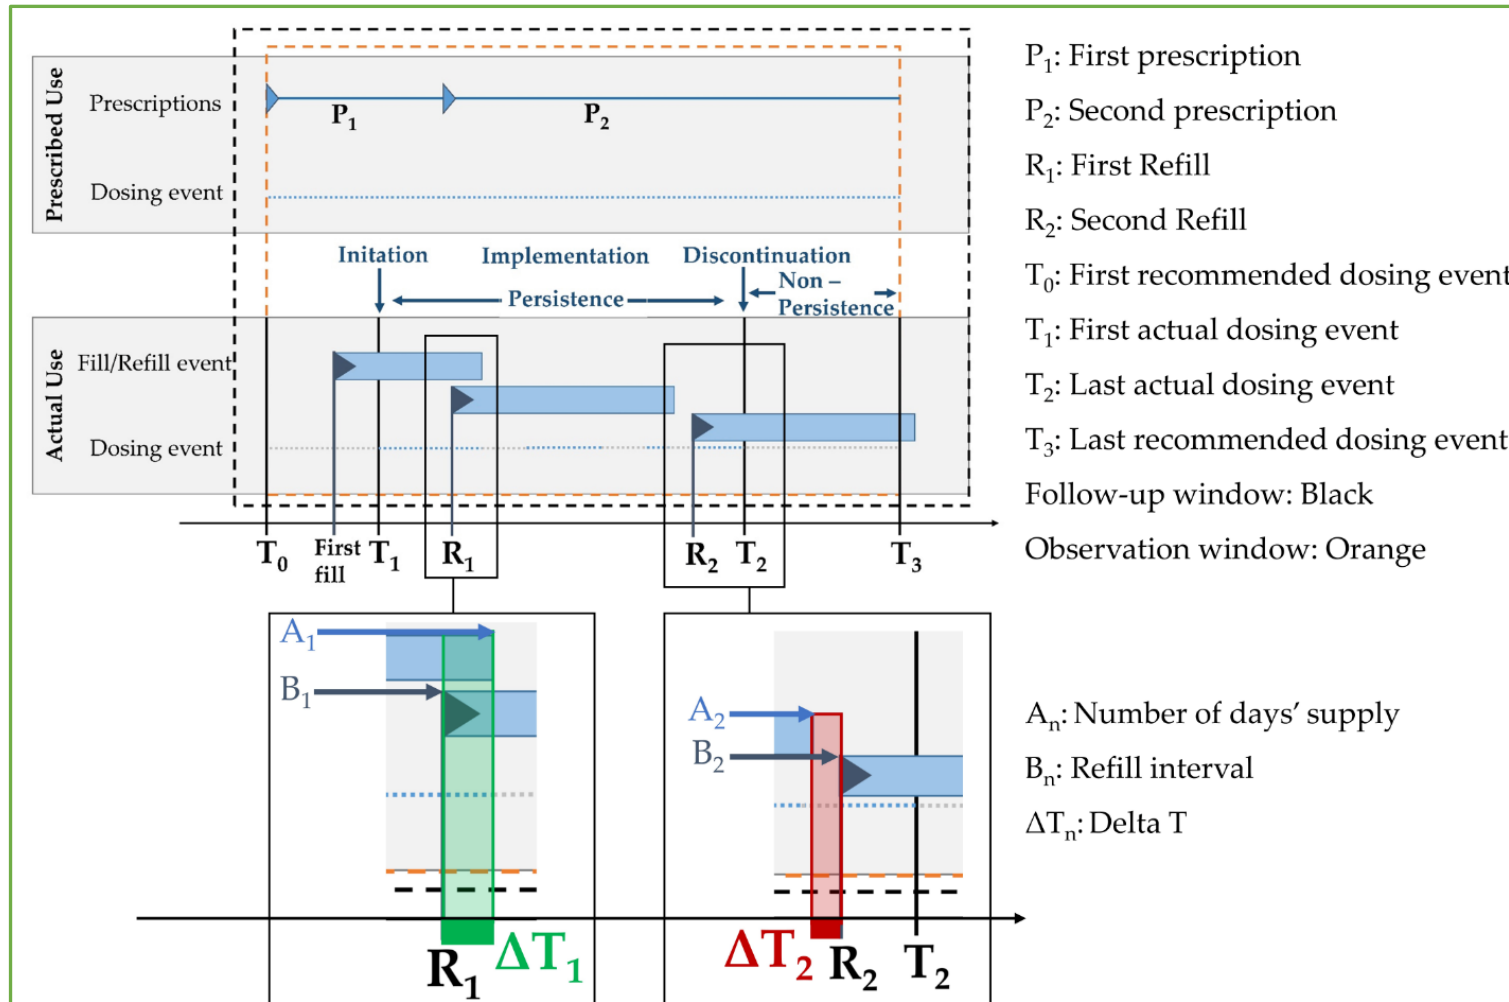 Prescribed Use
Prescriptions
P₁
P₂
Dosing event
Initation
Implementation
Discontinuation
Persistence
Non –
Persistence
Actual Use
Fill/Refill event
Dosing event
T₀
First
fill
T₁
R₁
R₂
T₂
T₃
A₁
B₁
R₁
ΔT₁
A₂
B₂
ΔT₂
R₂
T₂
P₁: First prescription
P₂: Second prescription
R₁: First Refill
R₂: Second Refill
T₀: First recommended dosing event
T₁: First actual dosing event
T₂: Last actual dosing event
T₃: Last recommended dosing event
Follow-up window: Black
Observation window: Orange
Aₙ: Number of days' supply
Bₙ: Refill interval
ΔTₙ: Delta T